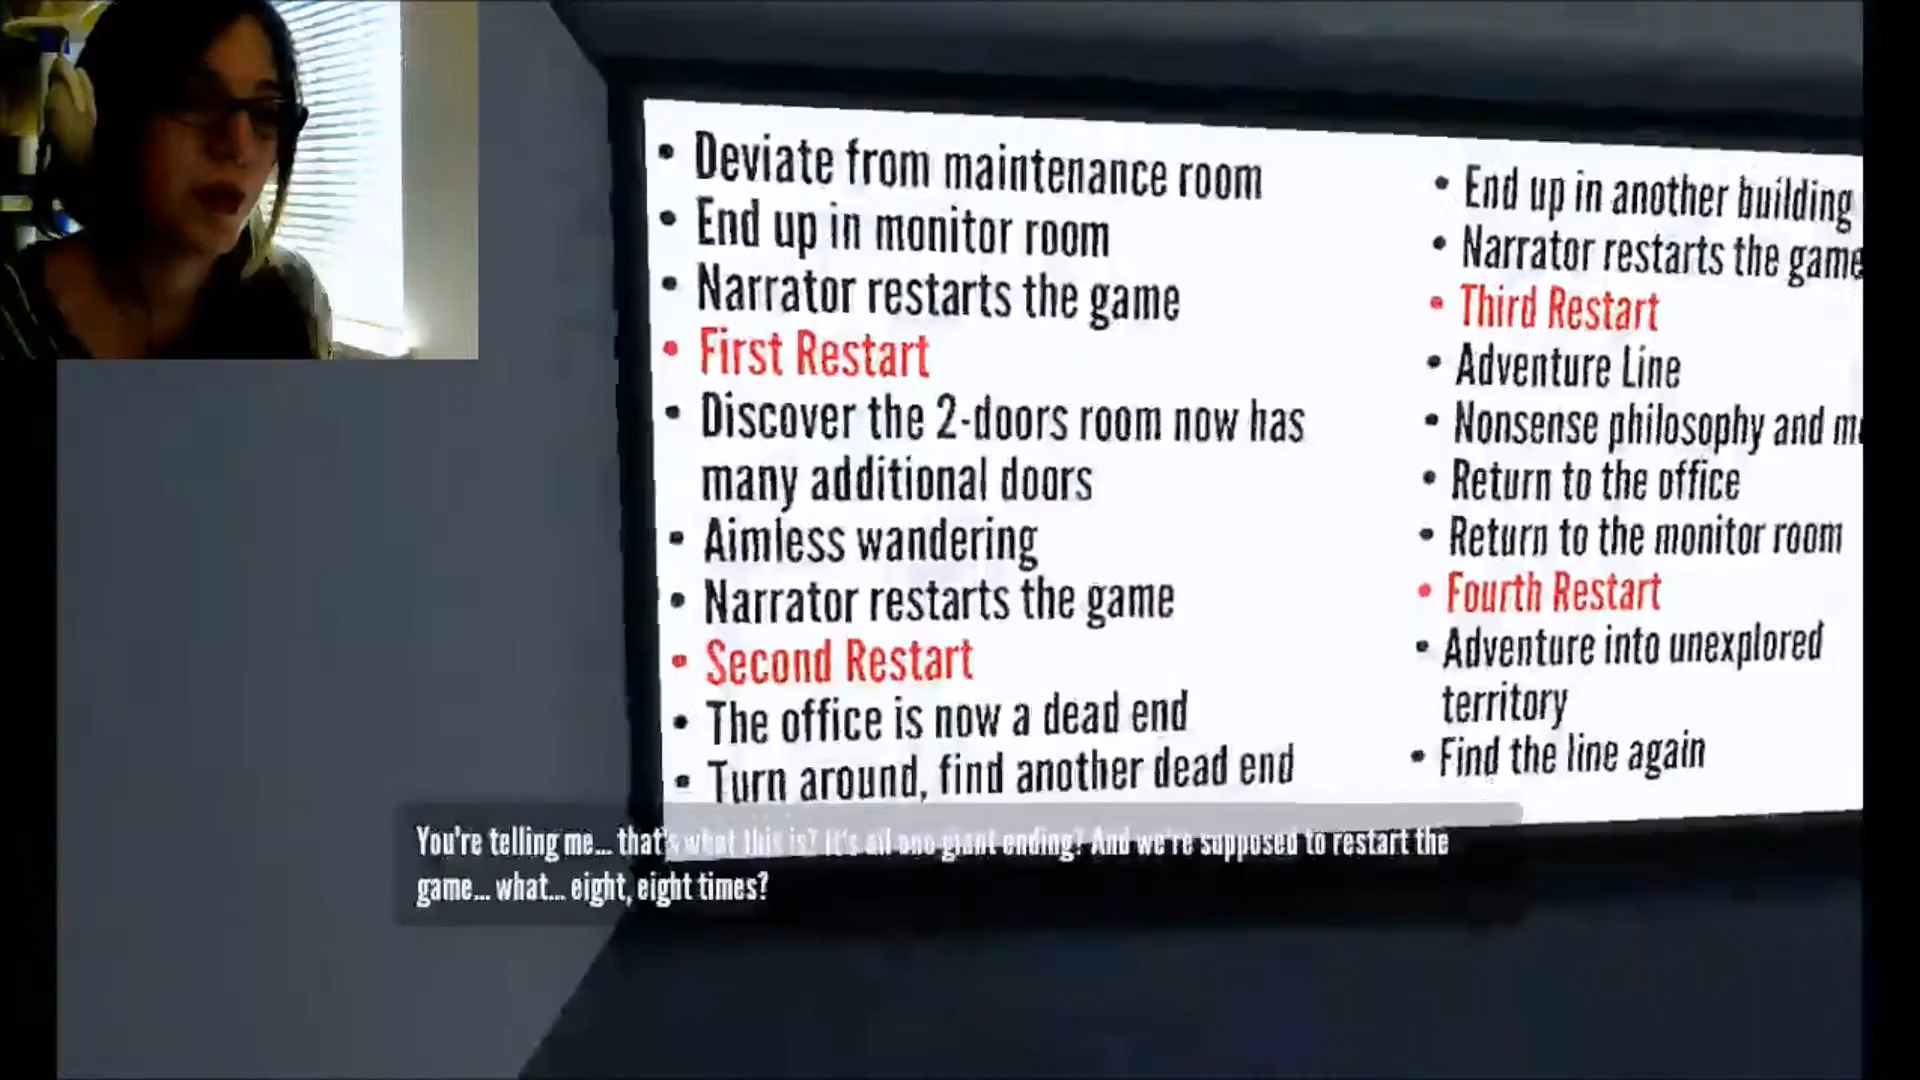 • Deviate from maintenance room
• End up in monitor room
• Narrator restarts the game
• First Restart
• Discover the 2-doors room now has
many additional doors
• Aimless wandering
• Narrator restarts the game
• Second Restart
• The office is now a dead end
• Turn around, find another dead end
• End up in another building
• Narrator restarts the game
• Third Restart
• Adventure Line
• Nonsense philosophy and
• Return to the office
• Return to the monitor room
• Fourth Restart
• Adventure into unexplored
territory
• Find the line again
You're telling me... that's what this is? It's all one giant ending? And we're supposed to restart the
game... what... eight, eight times?